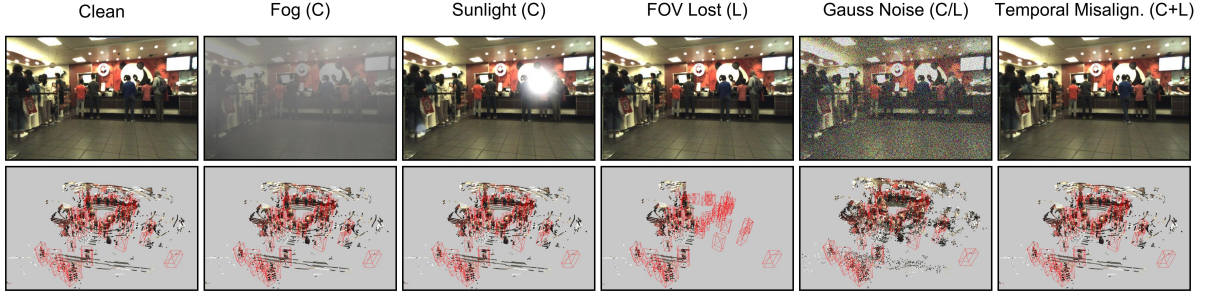 Clean
Fog (C)
Sunlight (C)
FOV Lost (L)
Gauss Noise (C/L)
Temporal Misalign. (C+L)